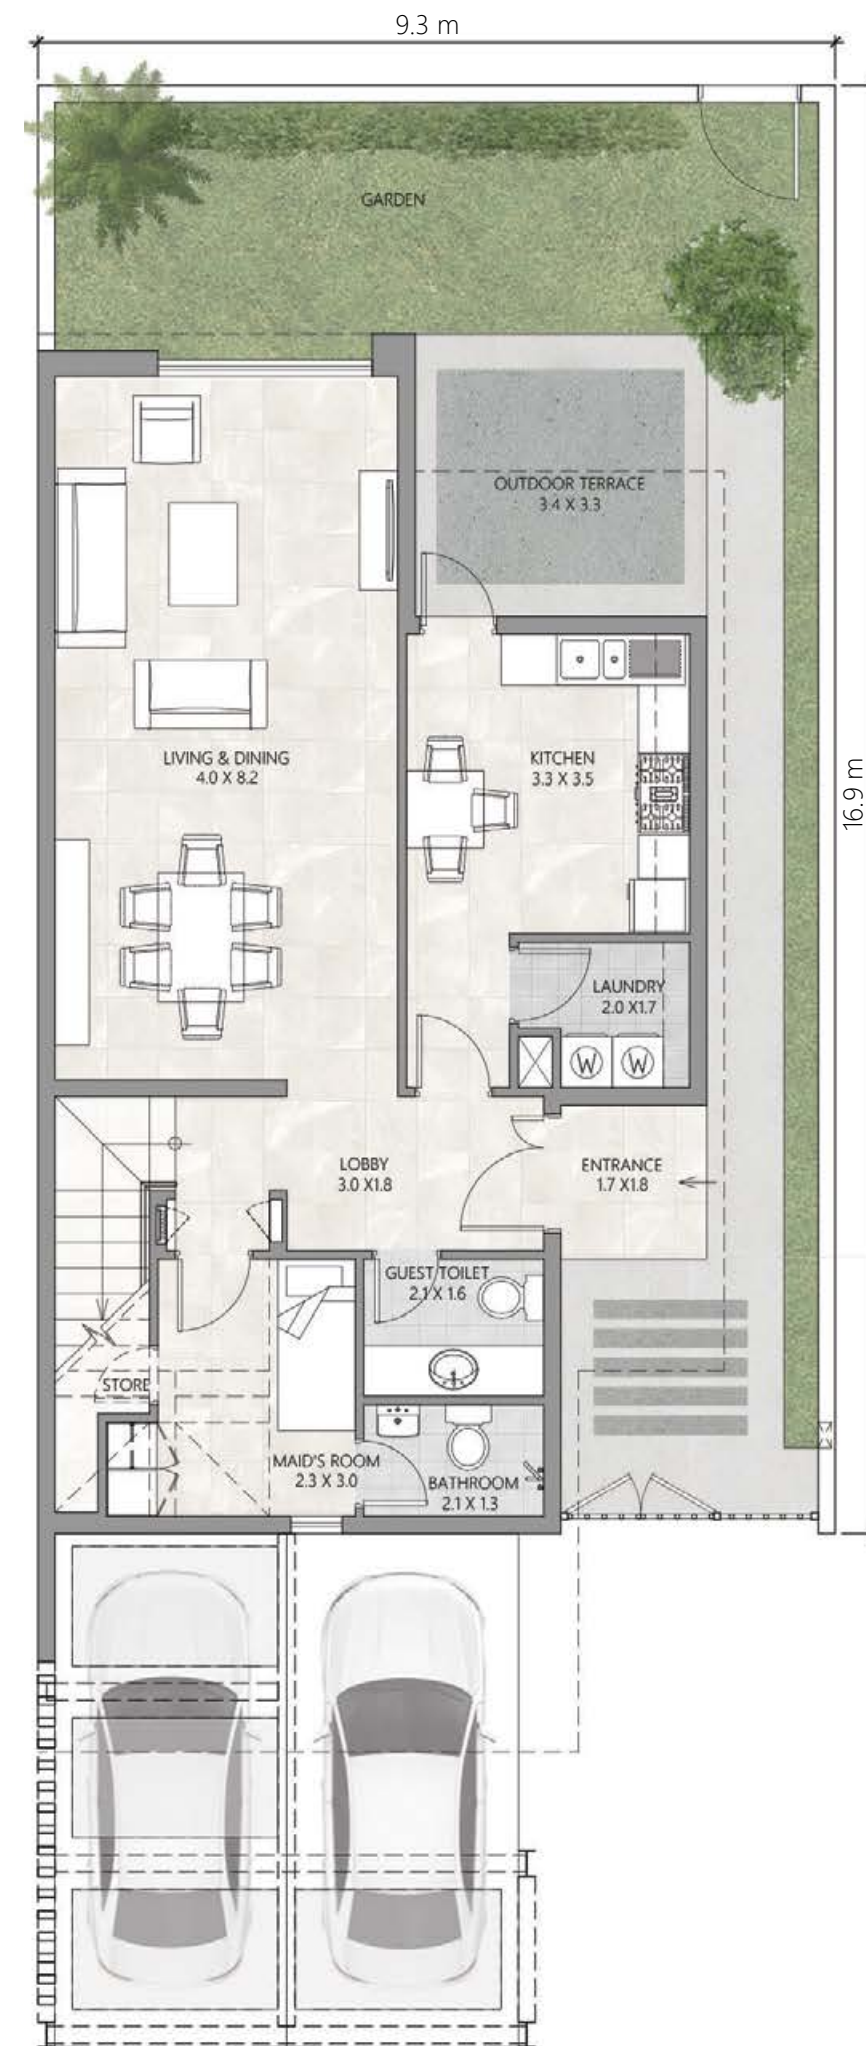 9.3 m
GARDEN
OUTDOOR TERRACE
3.4 X 3.3
16.9 m
LIVING & DINING
4.0 X 8.2
KITCHEN
3.3 X 3.5
LAUNDRY
2.0 X1.7
W W
LOBBY
3.0 X1.8
ENTRANCE
1.7 X1.8
GUEST TOILET
2.1 X 1.6
STORE
MAID'S ROOM
2.3 X 3.0
BATHROOM
2.1 X 1.3